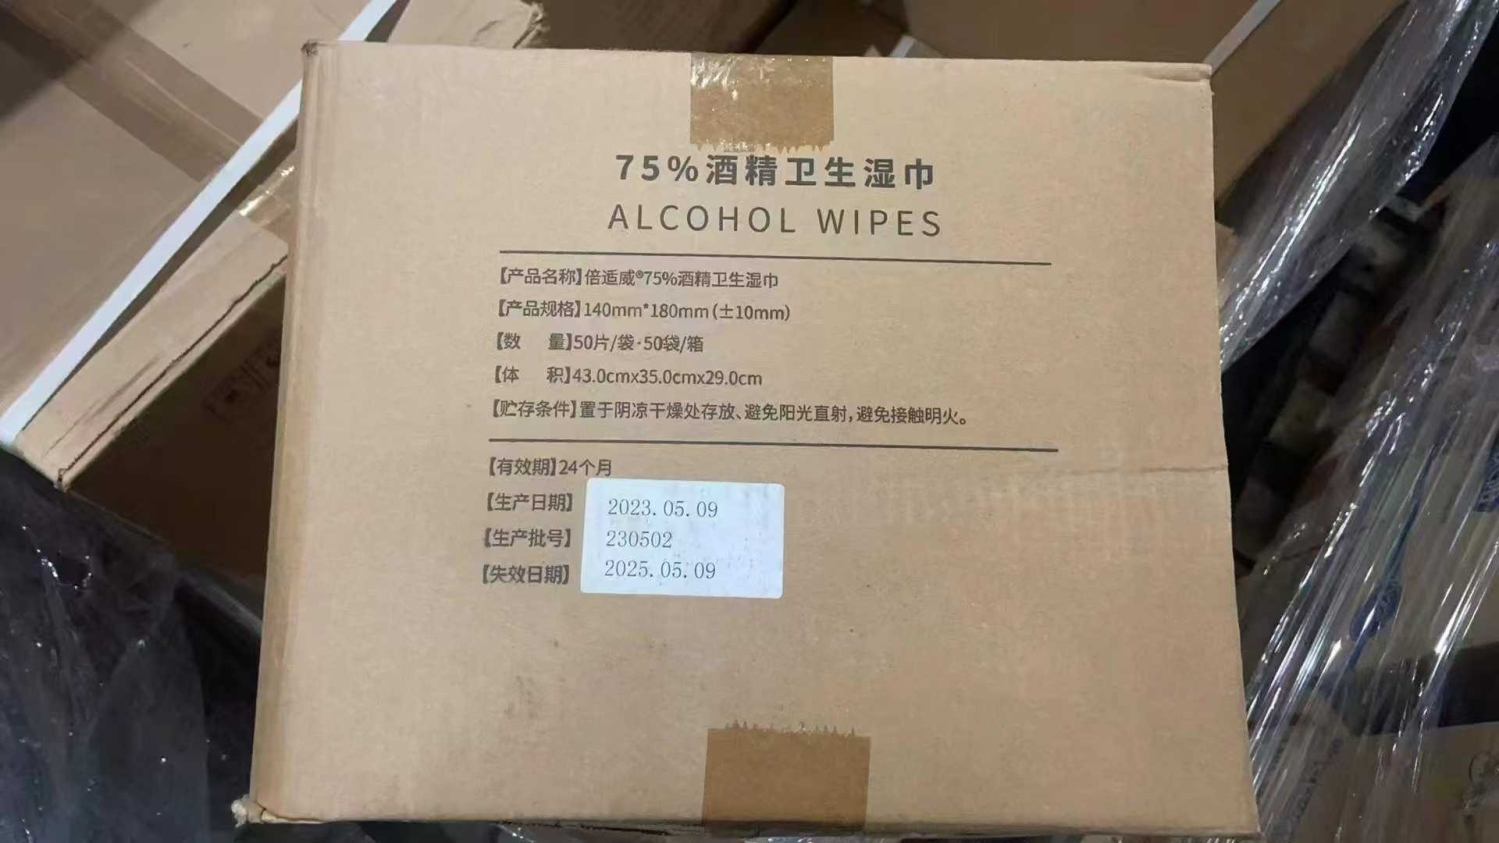 75%酒精卫生湿巾
ALCOHOL WIPES
【产品名称】倍适威®75%酒精卫生湿巾
【产品规格】140mm*180mm(±10mm)
【数 量】50片/袋·50袋/箱
【体 积】43.0cmx35.0cmx29.0cm
【贮存条件】置于阴凉干燥处存放、避免阳光直射,避免接触明火。
【有效期】24个月
【生产日期】2023.05.09
【生产批号】230502
【失效日期】2025.05.09